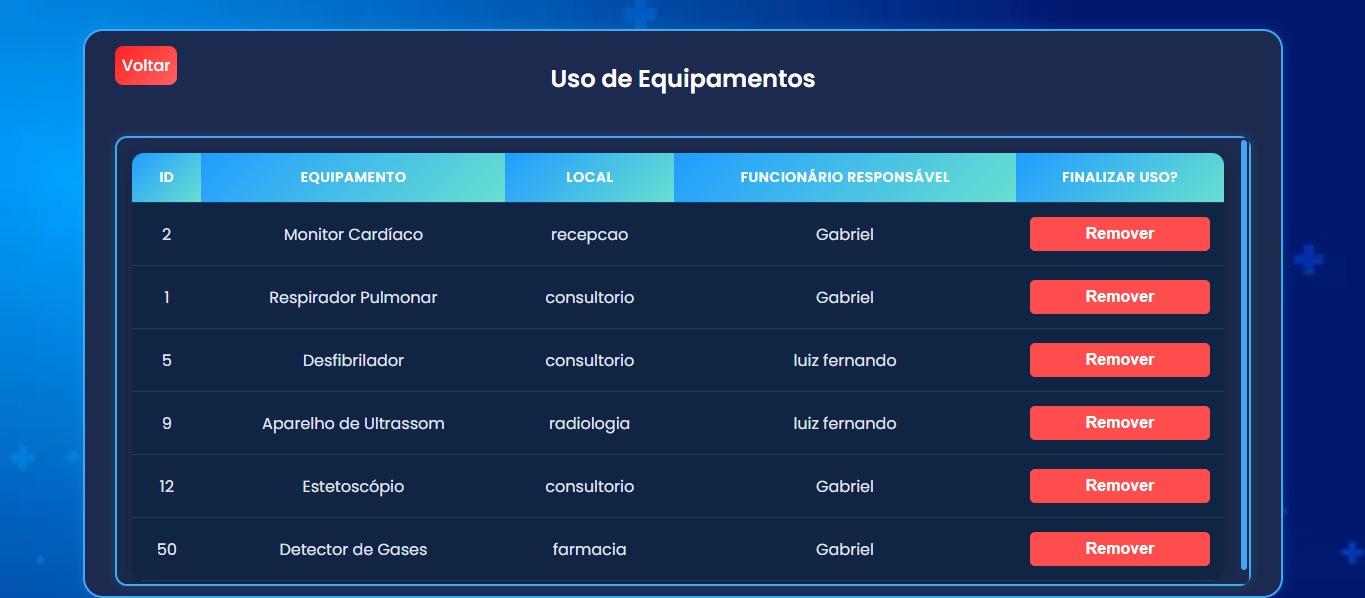 Voltar
Uso de Equipamentos
ID EQUIPAMENTO LOCAL FUNCIONÁRIO RESPONSÁVEL FINALIZAR USO?
2 Monitor Cardíaco recepcao Gabriel Remover
1 Respirador Pulmonar consultorio Gabriel Remover
5 Desfibrilador consultorio luiz fernando Remover
9 Aparelho de Ultrassom radiologia luiz fernando Remover
12 Estetoscópio consultorio Gabriel Remover
50 Detector de Gases farmacia Gabriel Remover